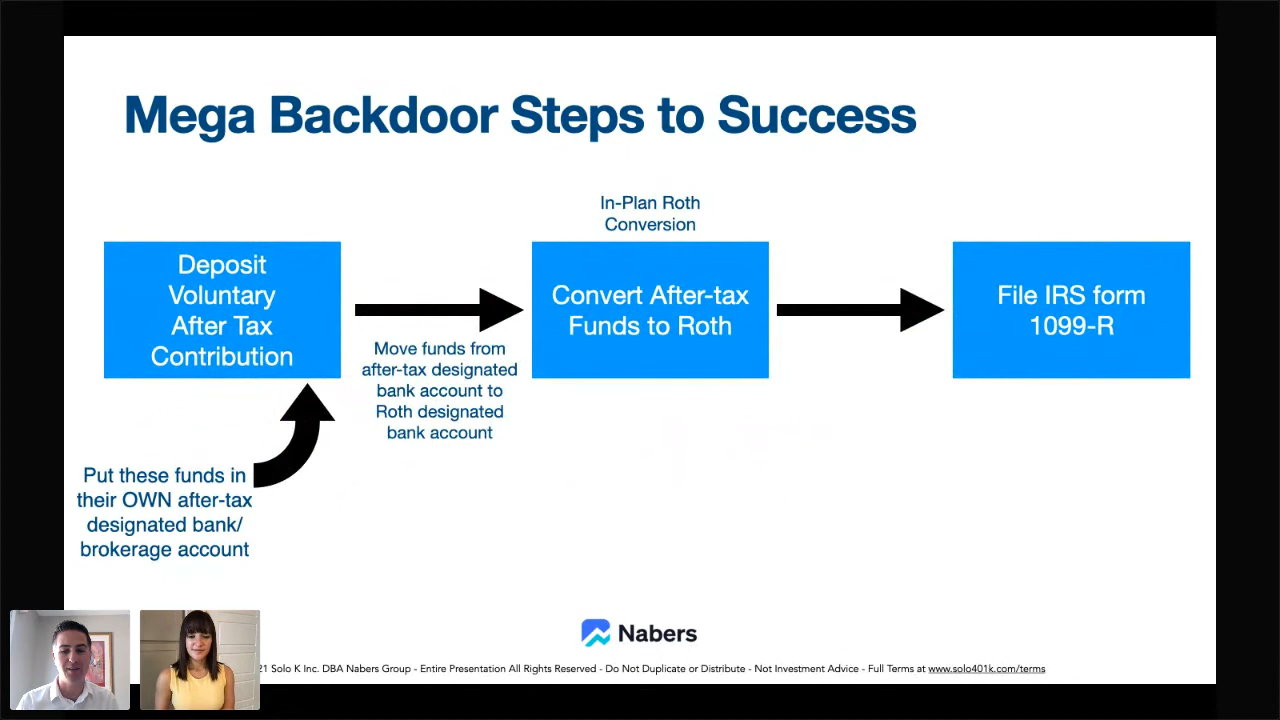 Mega Backdoor Steps to Success
In-Plan Roth
Conversion
Deposit
Voluntary
After Tax
Contribution
Convert After-tax
Funds to Roth
File IRS form
1099-R
Move funds from
after-tax designated
bank account to
Roth designated
bank account
Put these funds in
their OWN after-tax
designated bank/
brokerage account
Nabers
21 Solo K Inc. DBA Nabers Group - Entire Presentation All Rights Reserved - Do Not Duplicate or Distribute - Not Investment Advice - Full Terms at www.solo401k.com/terms